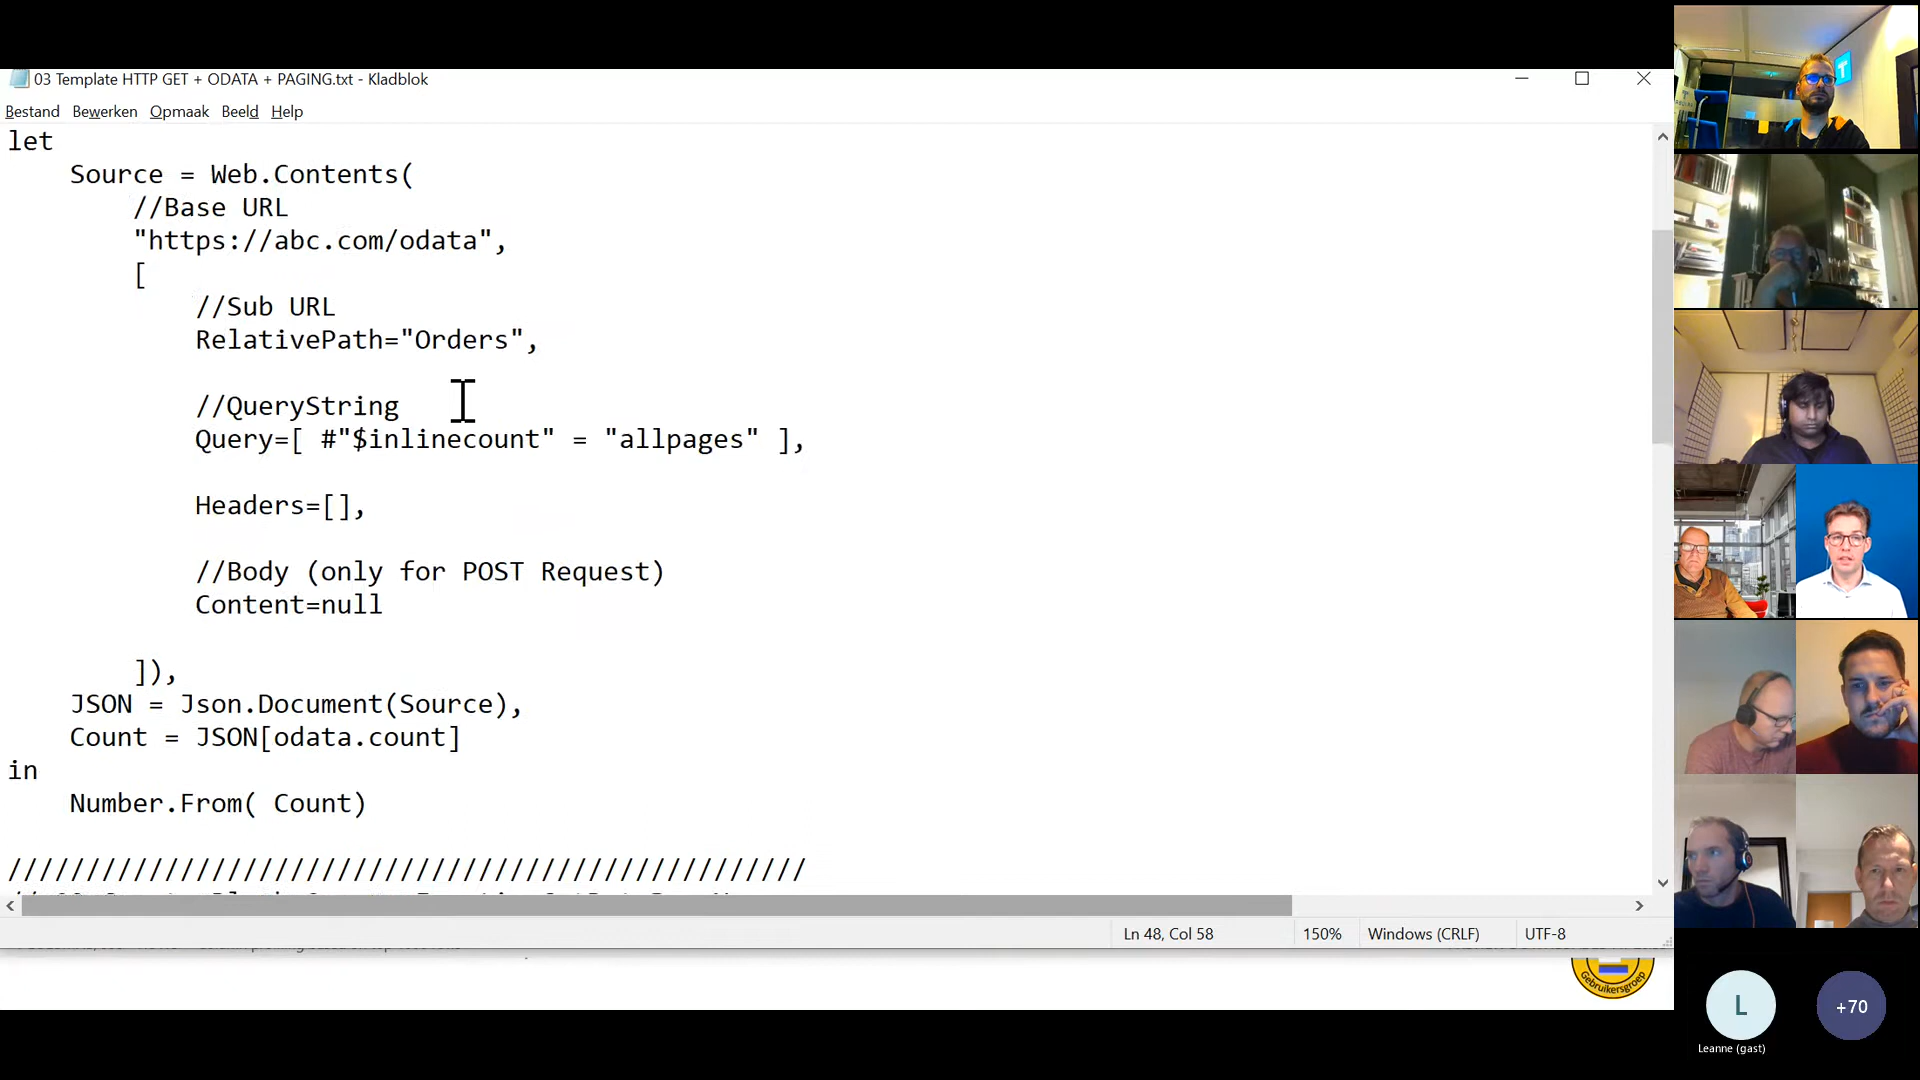 03 Template HTTP GET + ODATA + PAGING.txt - Kladblok
Bestand Bewerken Opmaak Beeld Help
let
Source = Web.Contents(
//Base URL
"https://abc.com/odata",
[
//Sub URL
RelativePath="Orders",
//QueryString
Query=[ #"$inlinecount" = "allpages" ],
Headers=[],
//Body (only for POST Request)
Content=null
]),
JSON = Json.Document(Source),
Count = JSON[odata.count]
in
Number.From( Count)
///////////////////////////////////////////////////
Ln 48, Col 58 150% Windows (CRLF) UTF-8
Gebruikersgroep
L
+70
Leanne (gast)